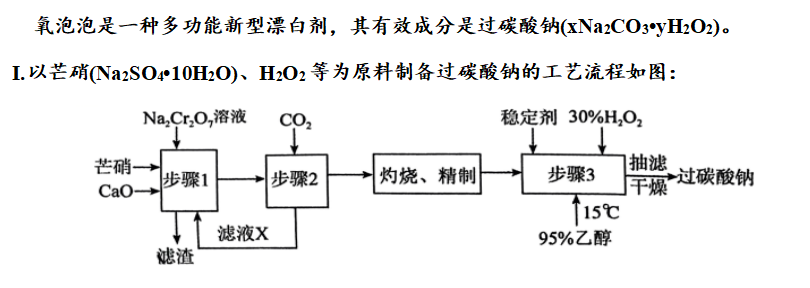 氧泡泡是一种多功能新型漂白剂，其有效成分是过碳酸钠(xNa₂CO₃•yH₂O₂)。
I.以芒硝(Na₂SO₄•10H₂O)、H₂O₂等为原料制备过碳酸钠的工艺流程如图：
Na₂Cr₂O₇溶液 CO₂ 稳定剂 30%H₂O₂
芒硝
CaO
步骤1 步骤2 灼烧、精制 步骤3 抽滤 干燥 过碳酸钠
滤液X
滤渣
15℃
95%乙醇